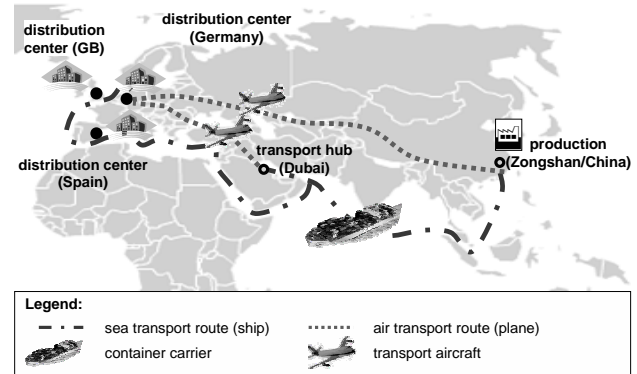 distribution center (Germany)
distribution
center (GB)
transport hub
(Dubai)
production
(Zongshan/China)
distribution center
(Spain)
Legend:
sea transport route (ship)
air transport route (plane)
container carrier
transport aircraft